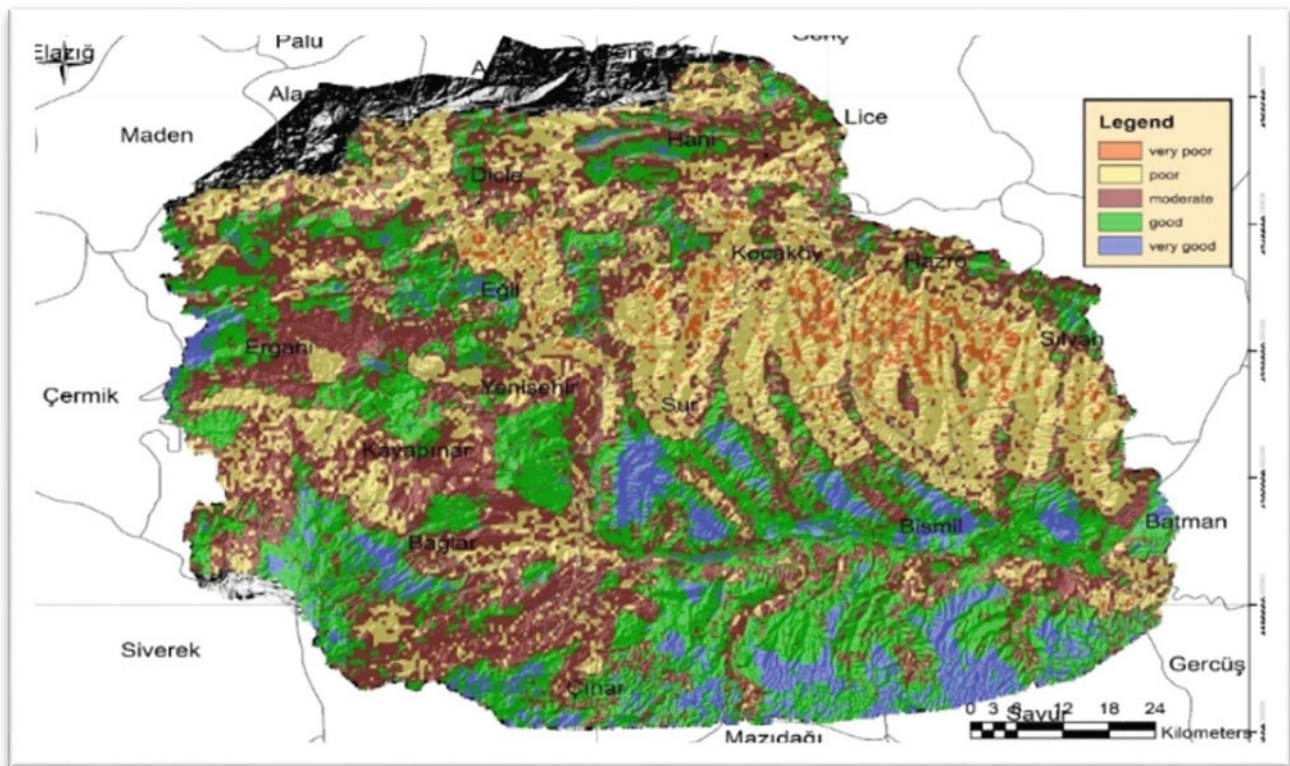 Elazığ
Palu
Genç
Alac
Maden
Lice
Hani
Dicle
Legend
very poor
poor
moderate
good
very good
Kocaköy
Hazro
Eğil
Silvan
Ergani
Çermik
Yenişehir
Sur
Kayapınar
Bismil
Batman
Bağlar
Siverek
Gercüş
Çınar
0 3 6 12 18 24
Savur
Kilometers
Mazıdağı